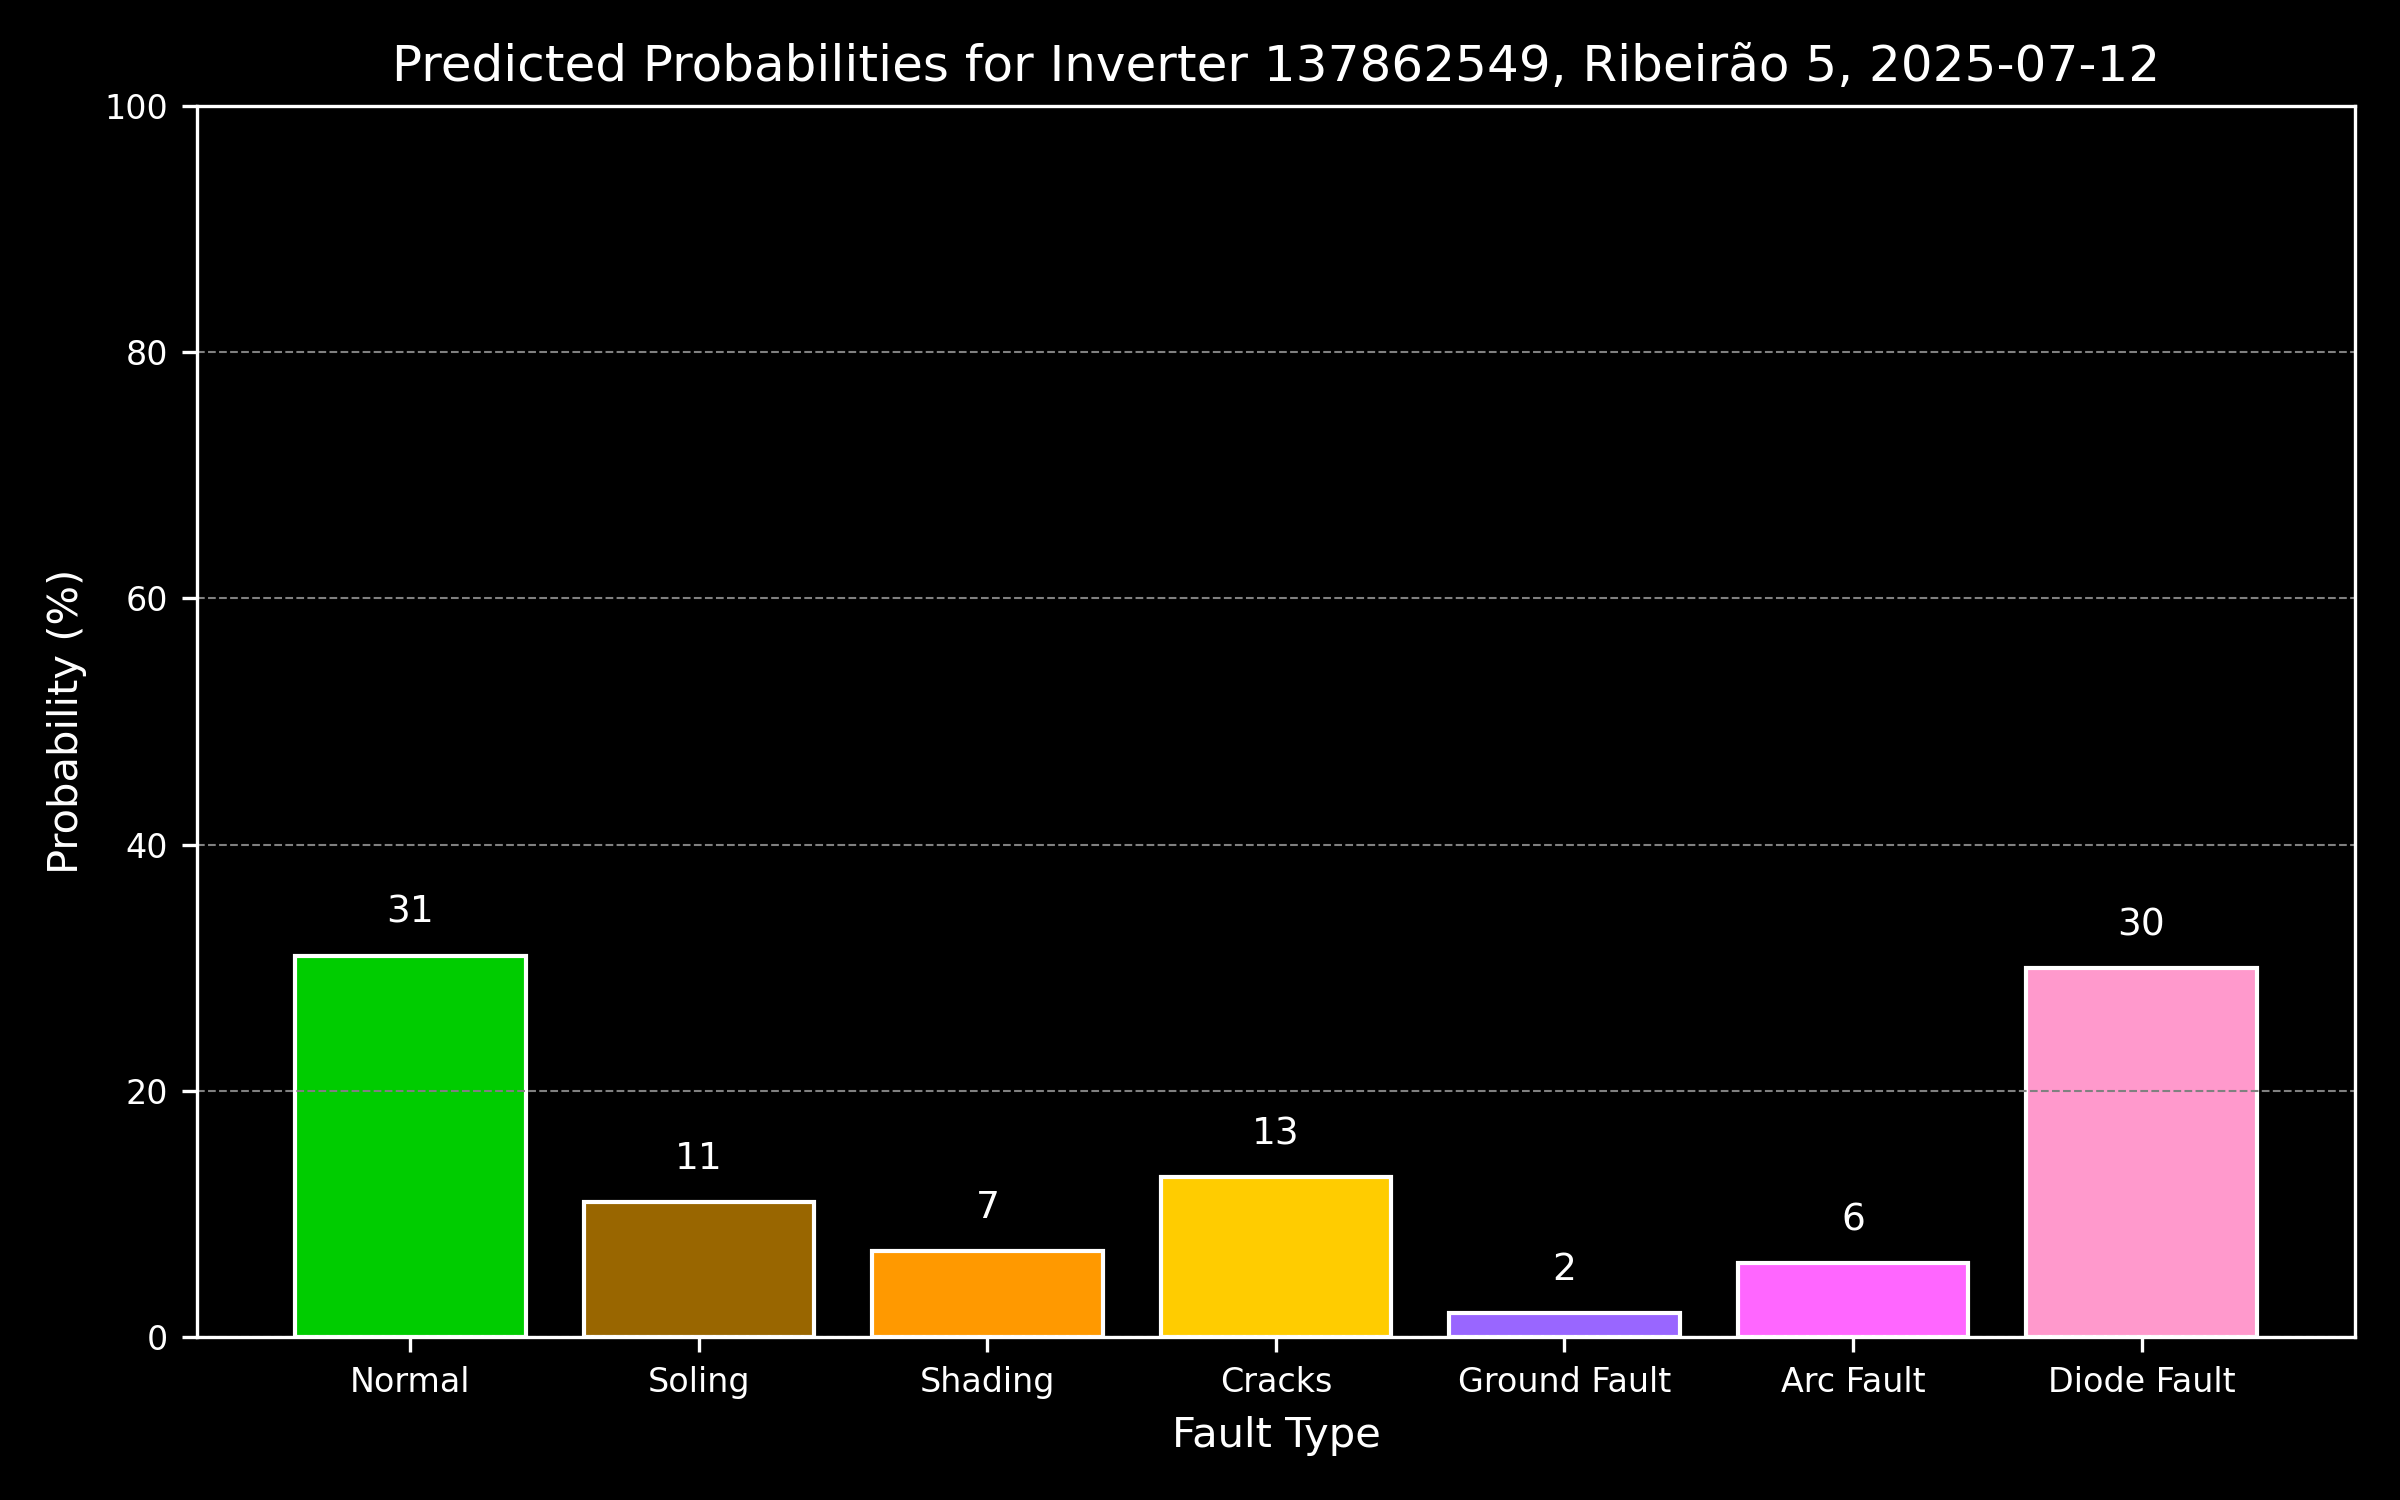 Predicted Probabilities for Inverter 137862549, Ribeirão 5, 2025-07-12
Probability (%)
100
80
60
40
20
0
31
11
7
13
2
6
30
Normal
Soling
Shading
Cracks
Ground Fault
Arc Fault
Diode Fault
Fault Type